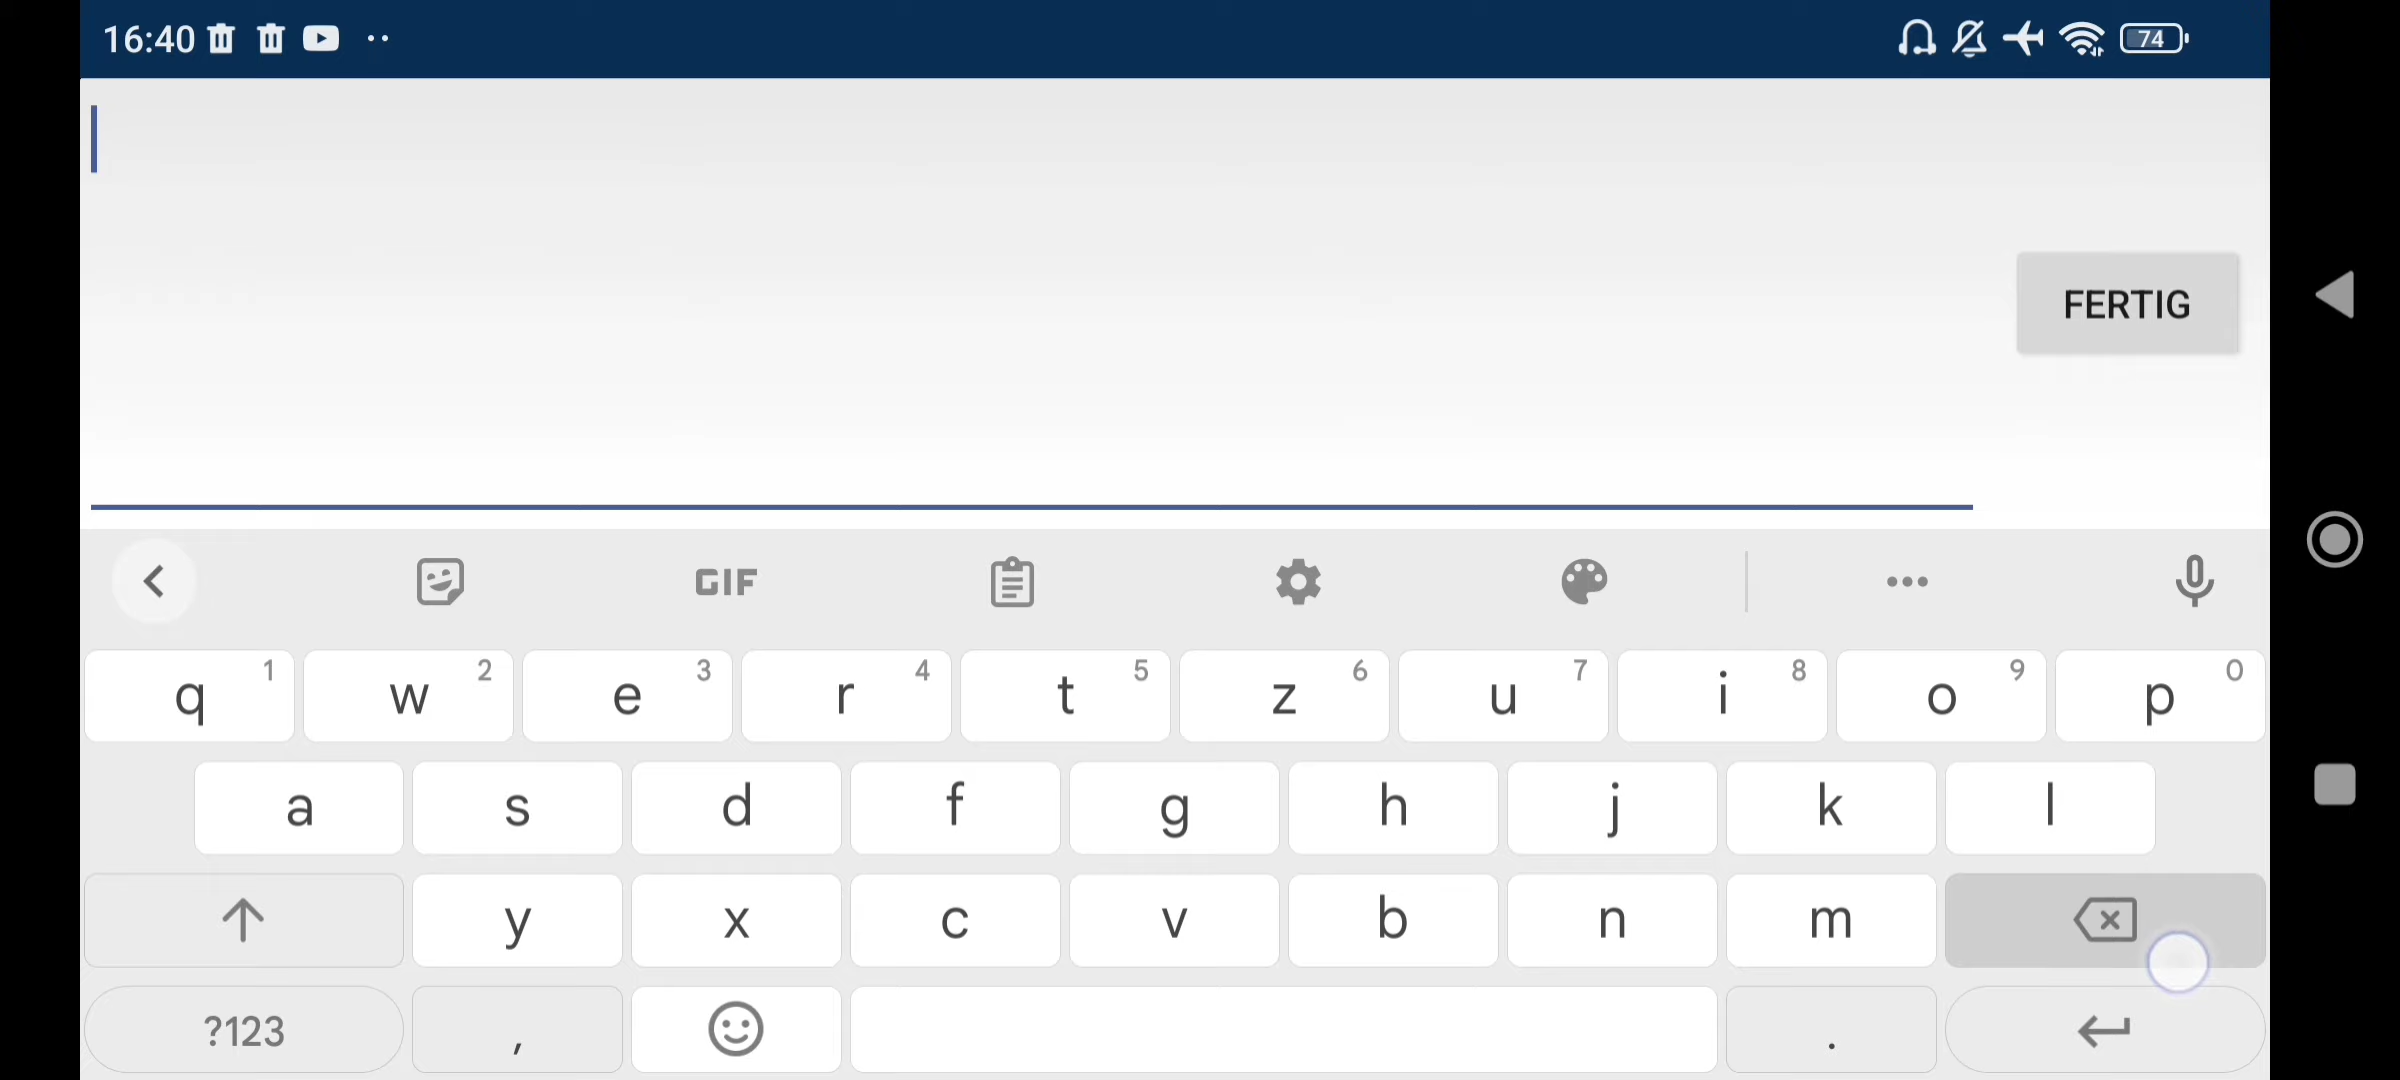 16:40
74
FERTIG
GIF
q 1 w 2 e 3 r 4 t 5 z 6 u 7 i 8 o 9 p 0
a s d f g h j k l
y x c v b n m
?123 , .